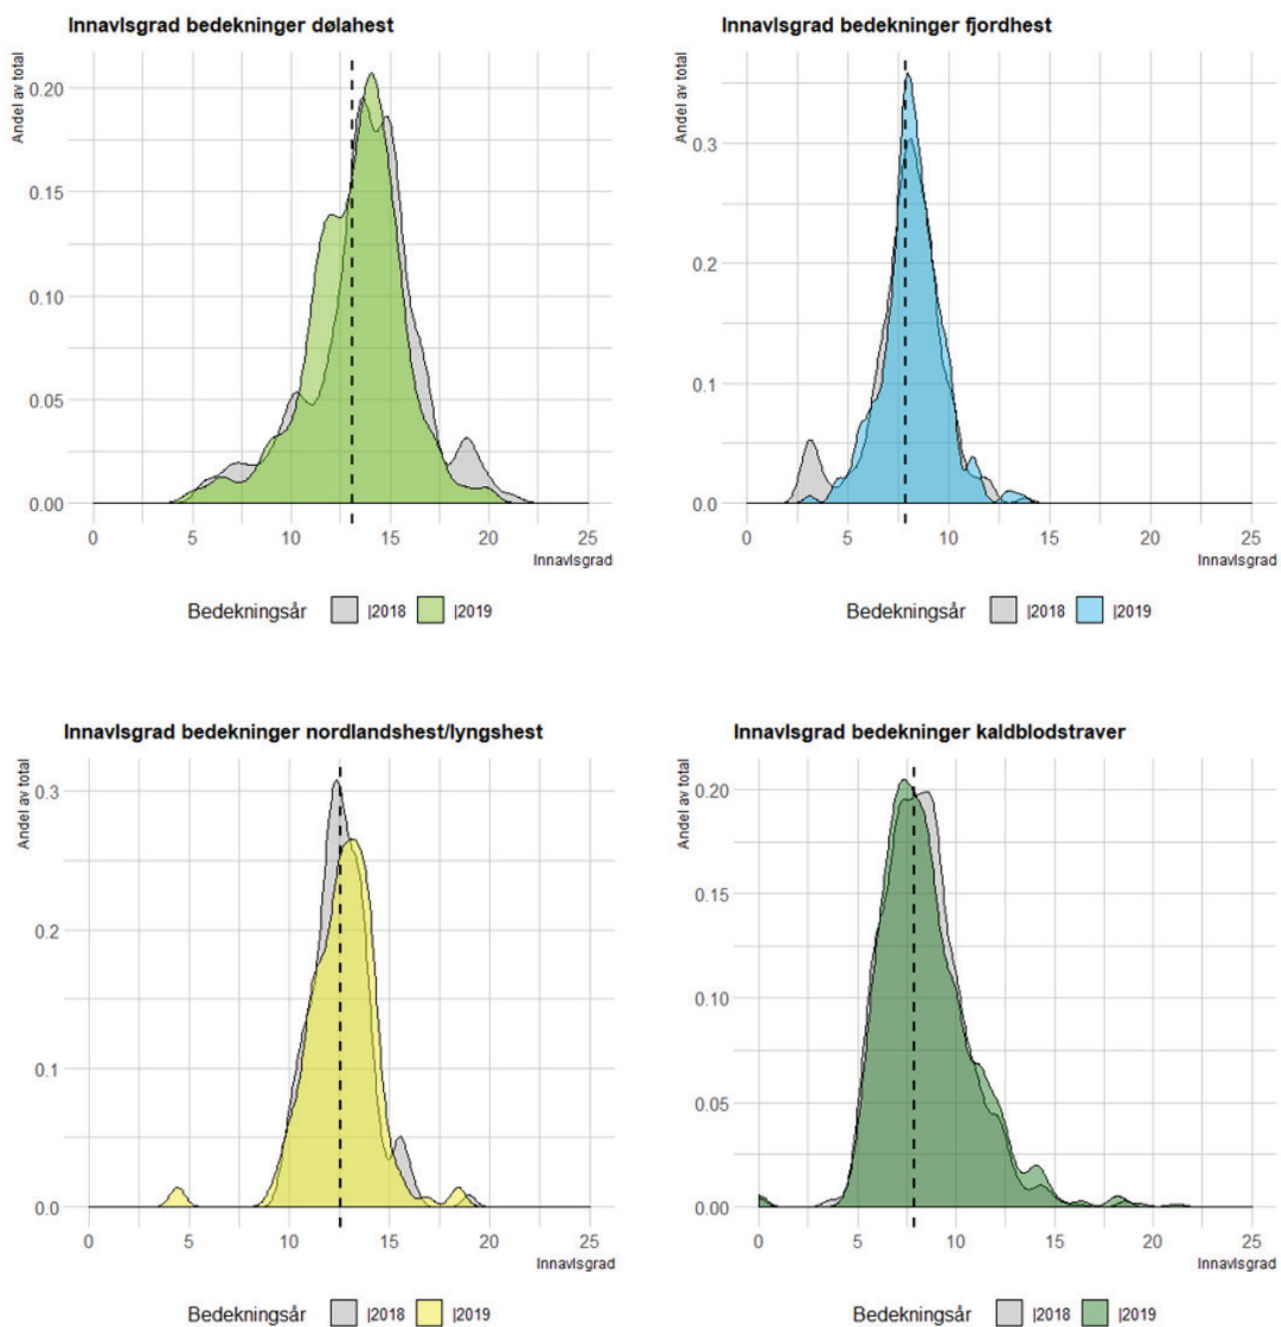 Innavlsgrad bedekninger dølahest
Andel av total
0.20
0.15
0.10
0.05
0.00
0 5 10 15 20 25
Innavlsgrad
Bedekningsår |2018 |2019
Innavlsgrad bedekninger fjordhest
Andel av total
0.3
0.2
0.1
0.0
0 5 10 15 20 25
Innavlsgrad
Bedekningsår |2018 |2019
Innavlsgrad bedekninger nordlandshest/lyngshest
Andel av total
0.3
0.2
0.1
0.0
0 5 10 15 20 25
Innavlsgrad
Bedekningsår |2018 |2019
Innavlsgrad bedekninger kaldblodstraver
Andel av total
0.20
0.15
0.10
0.05
0.00
0 5 10 15 20 25
Innavlsgrad
Bedekningsår |2018 |2019